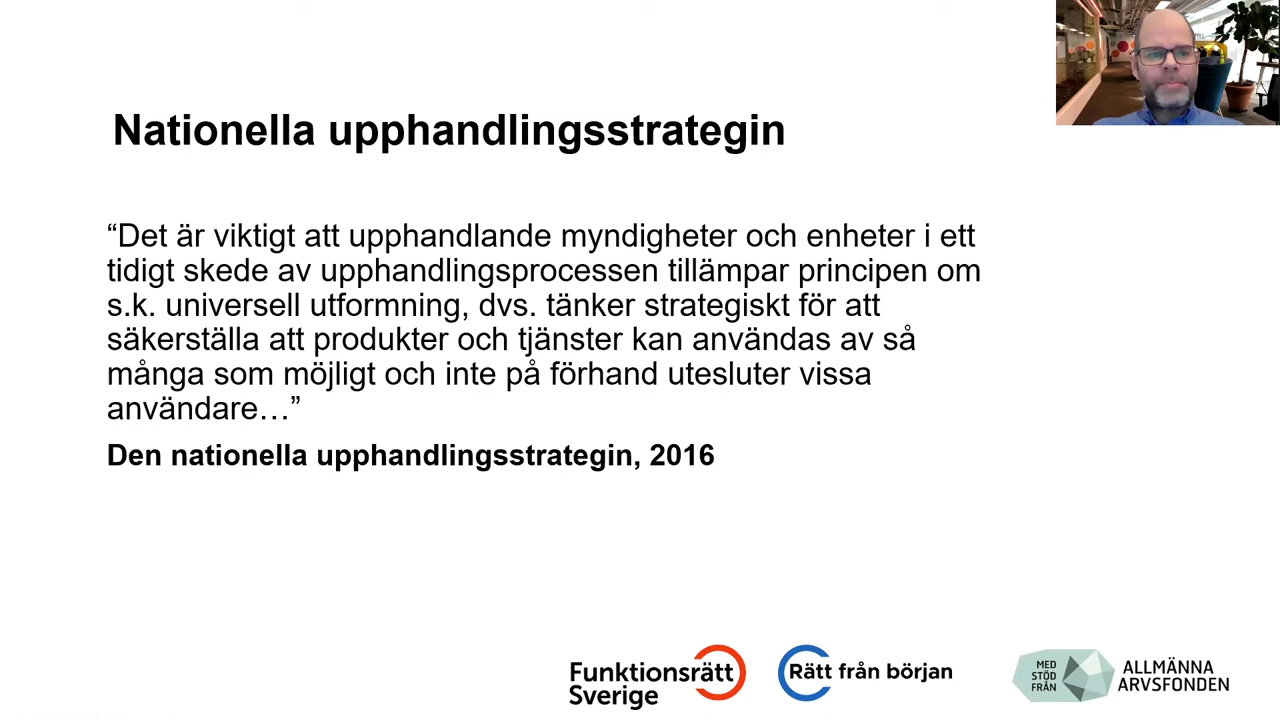 Nationella upphandlingsstrategin
“Det är viktigt att upphandlande myndigheter och enheter i ett
tidigt skede av upphandlingsprocessen tillämpar principen om
s.k. universell utformning, dvs. tänker strategiskt för att
säkerställa att produkter och tjänster kan användas av så
många som möjligt och inte på förhand utesluter vissa
användare…”
Den nationella upphandlingsstrategin, 2016
Funktionsrätt
Sverige
Rätt från början
MED
STÖD
FRÅN
ALLMÄNNA
ARVSFONDEN